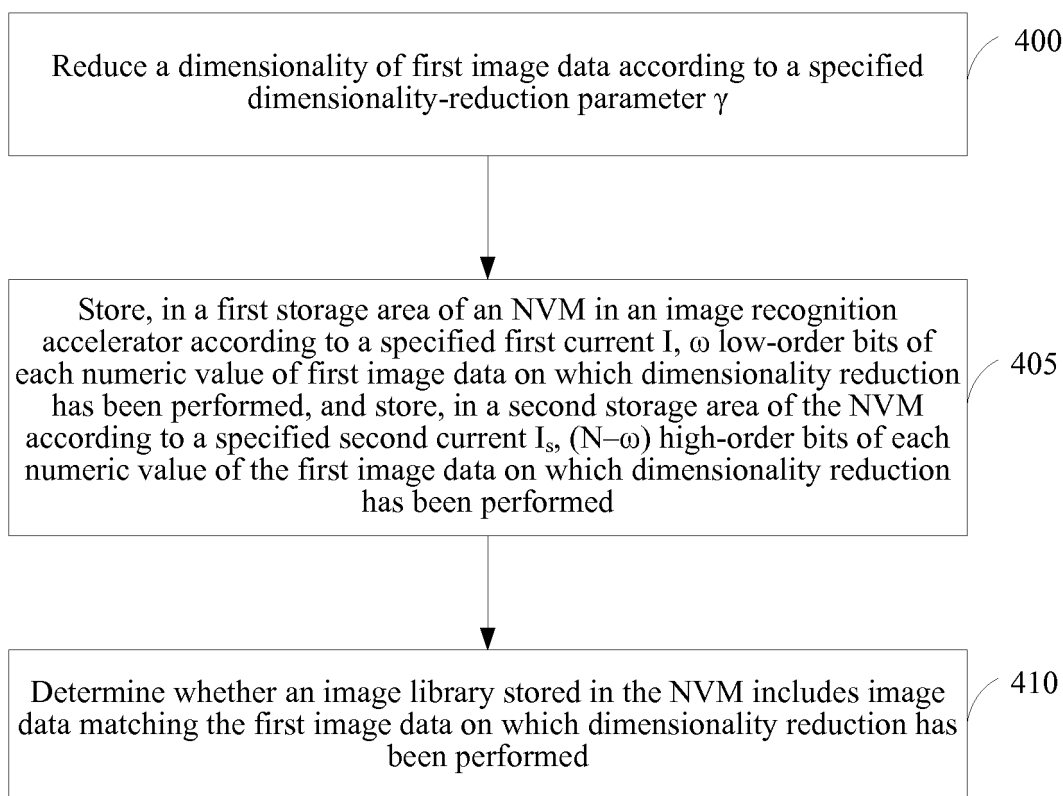 Reduce a dimensionality of first image data according to a specified
dimensionality-reduction parameter γ
400
Store, in a first storage area of an NVM in an image recognition
accelerator according to a specified first current I, ω low-order bits of
each numeric value of first image data on which dimensionality reduction
has been performed, and store, in a second storage area of the NVM
according to a specified second current Iₛ, (N–ω) high-order bits of each
numeric value of the first image data on which dimensionality reduction
has been performed
405
Determine whether an image library stored in the NVM includes image
data matching the first image data on which dimensionality reduction has
been performed
410